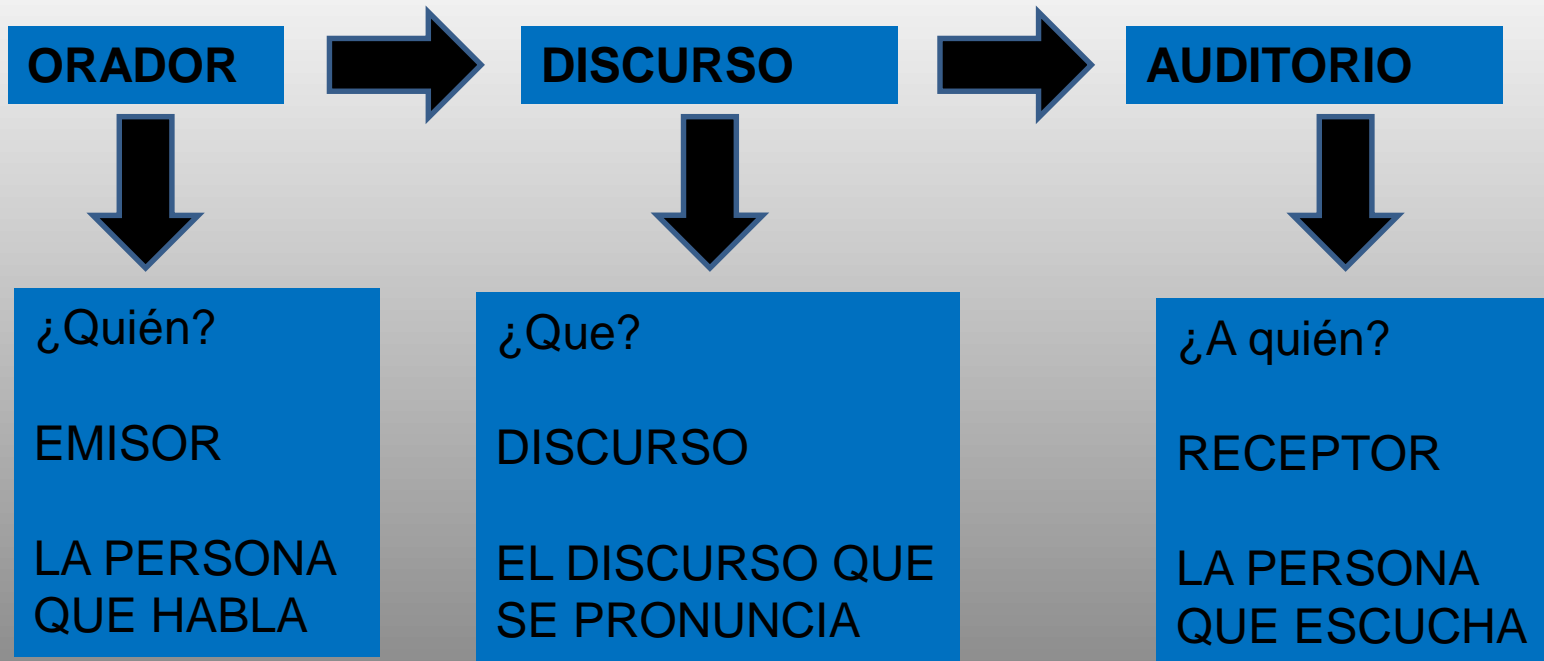 ORADOR
DISCURSO
AUDITORIO
¿Quién?
EMISOR
LA PERSONA
QUE HABLA
¿Que?
DISCURSO
EL DISCURSO QUE
SE PRONUNCIA
¿A quién?
RECEPTOR
LA PERSONA
QUE ESCUCHA